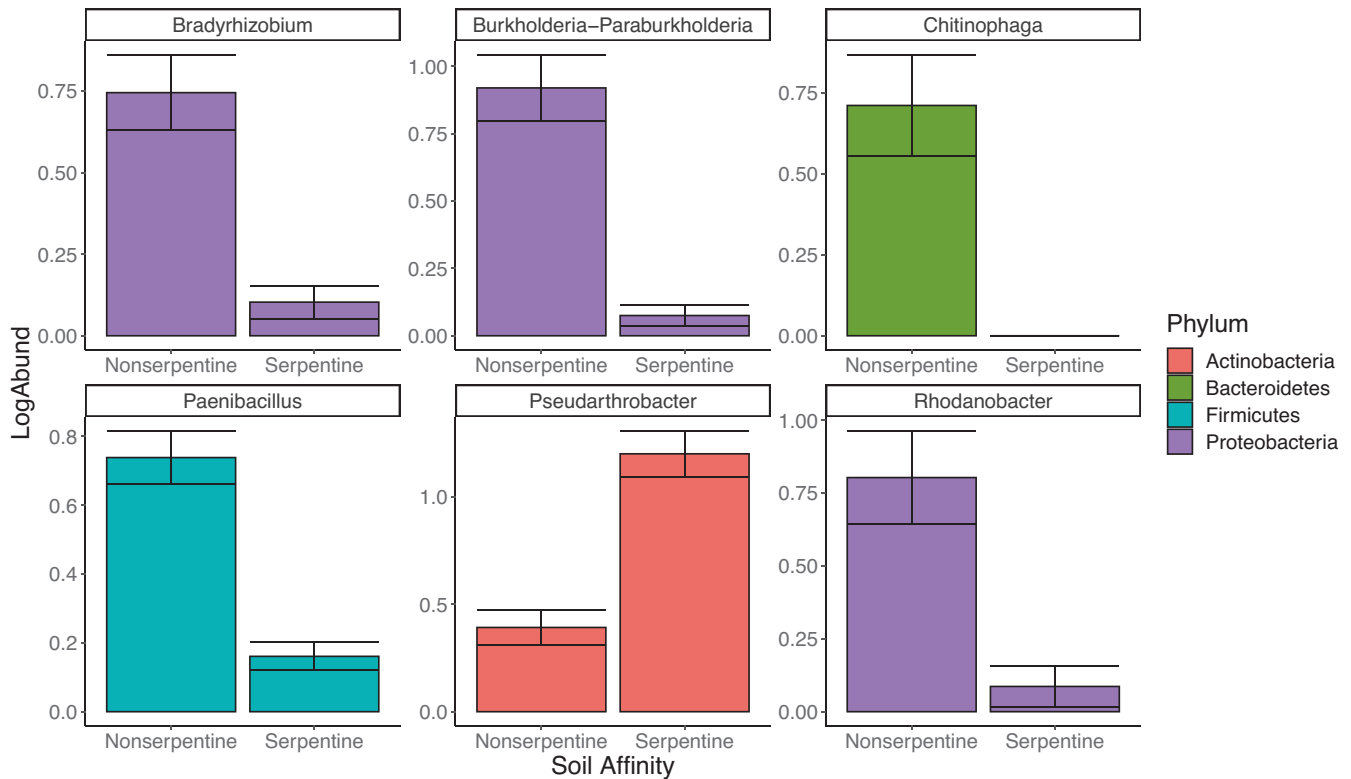 Bradyrhizobium
Burkholderia−Paraburkholderia
Chitinophaga
0.75
0.50
0.25
0.00
1.00
0.75
0.50
0.25
0.00
0.75
0.50
0.25
0.00
Nonserpentine Serpentine
Nonserpentine Serpentine
Nonserpentine Serpentine
Paenibacillus
Pseudarthrobacter
Rhodanobacter
0.8
0.6
0.4
0.2
0.0
1.0
0.5
0.0
1.00
0.75
0.50
0.25
0.00
Nonserpentine Serpentine
Nonserpentine Serpentine
Nonserpentine Serpentine
LogAbund
Soil Affinity
Phylum
Actinobacteria
Bacteroidetes
Firmicutes
Proteobacteria